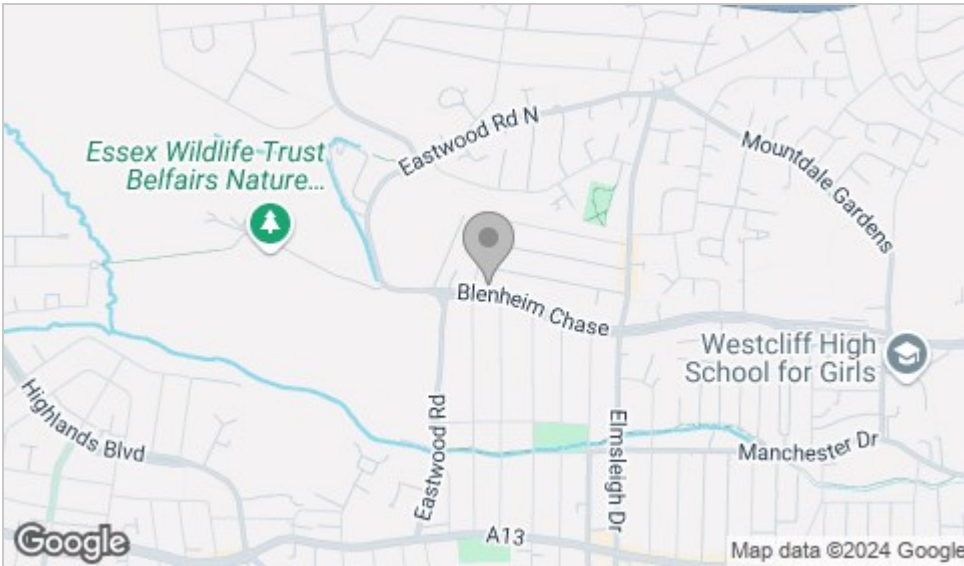 Eastwood Rd N
Essex Wildlife Trust
Belfairs Nature...
Mountdale Gardens
Blenheim Chase
Westcliff High
School for Girls
Highlands Blvd
Eastwood Rd
Elmsleigh Dr
Manchester Dr
A13
Google
Map data ©2024 Google